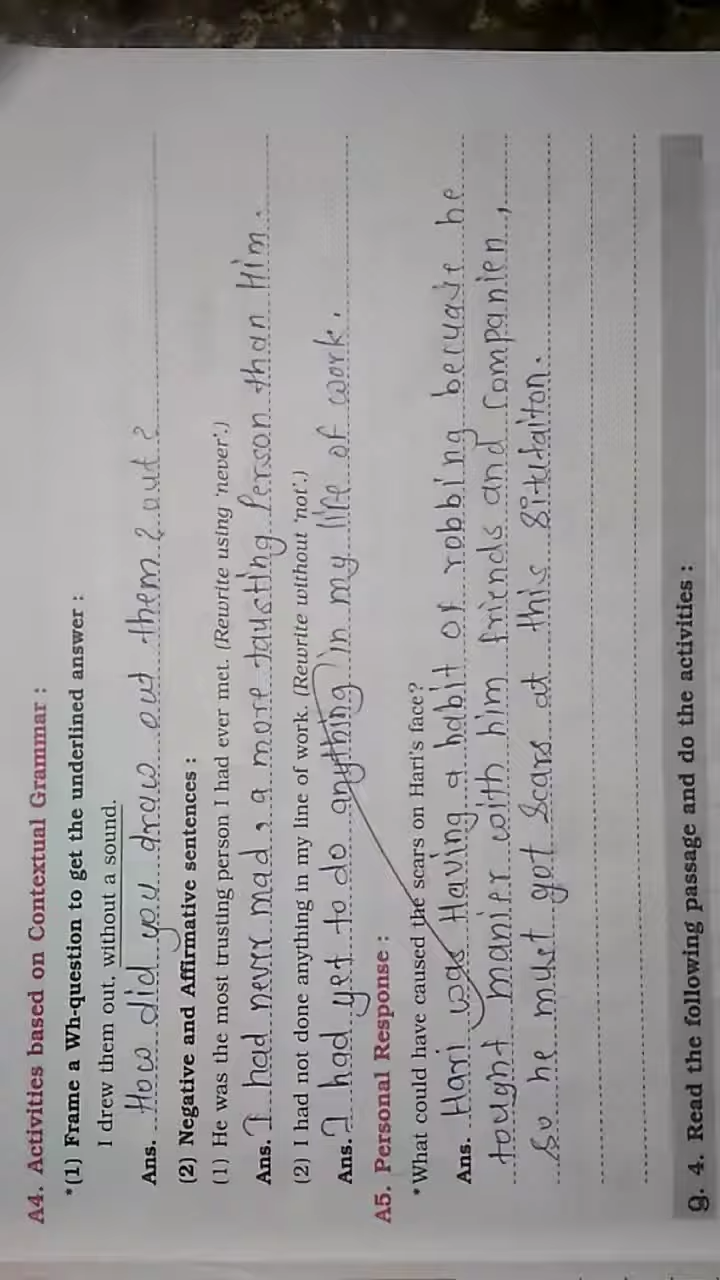 A4. Activities based on Contextual Grammar :
*(1) Frame a Wh-question to get the underlined answer :
I drew them out, without a sound.
Ans. How did you draw out them ? out ?
(2) Negative and Affirmative sentences :
(1) He was the most trusting person I had ever met. (Rewrite using 'never'.)
Ans. I had never mad, a more tausting Person than Him.
(2) I had not done anything in my line of work. (Rewrite without 'not'.)
Ans. I had yet to do anything in my life of work.
A5. Personal Response :
*What could have caused the scars on Hari's face?
Ans. Hari was Having a habit of robbing becuase he
tought manier with him friends and Companien,
So he must got Scars at this
Q. 4. Read the following passage and do the activities :